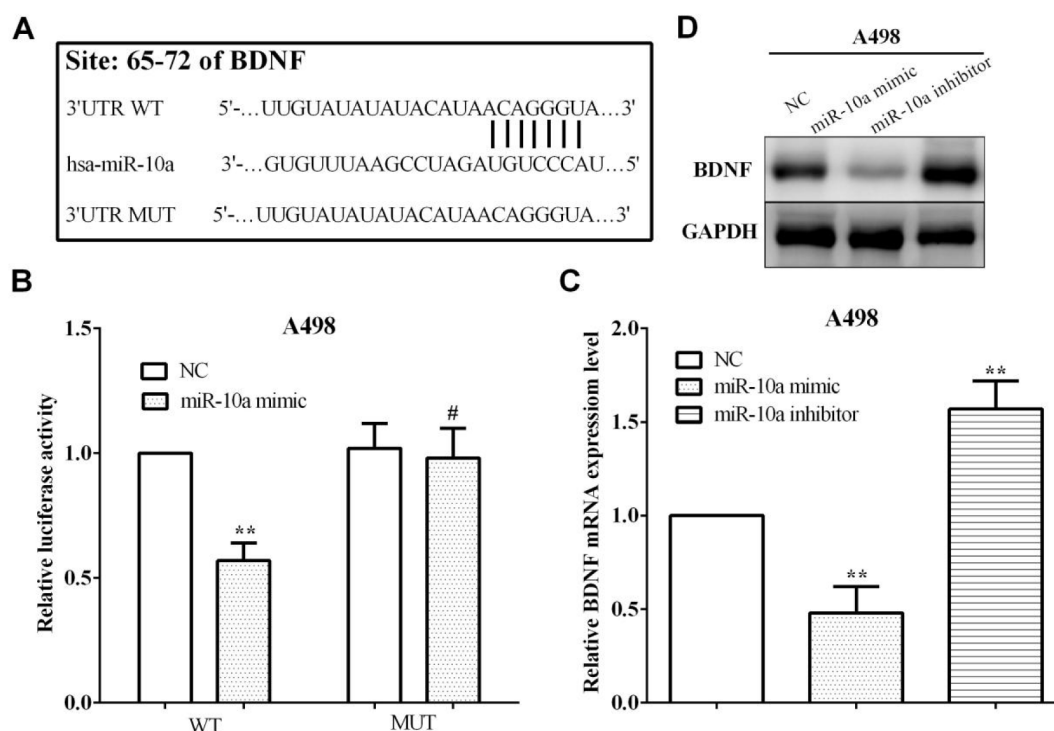 A
Site: 65-72 of BDNF
3'UTR WT 5'-…UUGUAUAUAUACAUAACAGGGUA…3'
hsa-miR-10a 3'-…GUGUUUAAGCCUAGAUGUCCCAU…5'
3'UTR MUT 5'-…UUGUAUAUAUACAUAACAGGGUA…3'
D
A498
NC
miR-10a mimic
miR-10a inhibitor
BDNF
GAPDH
B
A498
NC
miR-10a mimic
Relative luciferase activity
1.5
1.0
0.5
0.0
**
#
WT
MUT
C
A498
NC
miR-10a mimic
miR-10a inhibitor
Relative BDNF mRNA expressiom level
2.0
1.5
1.0
0.5
0.0
**
**